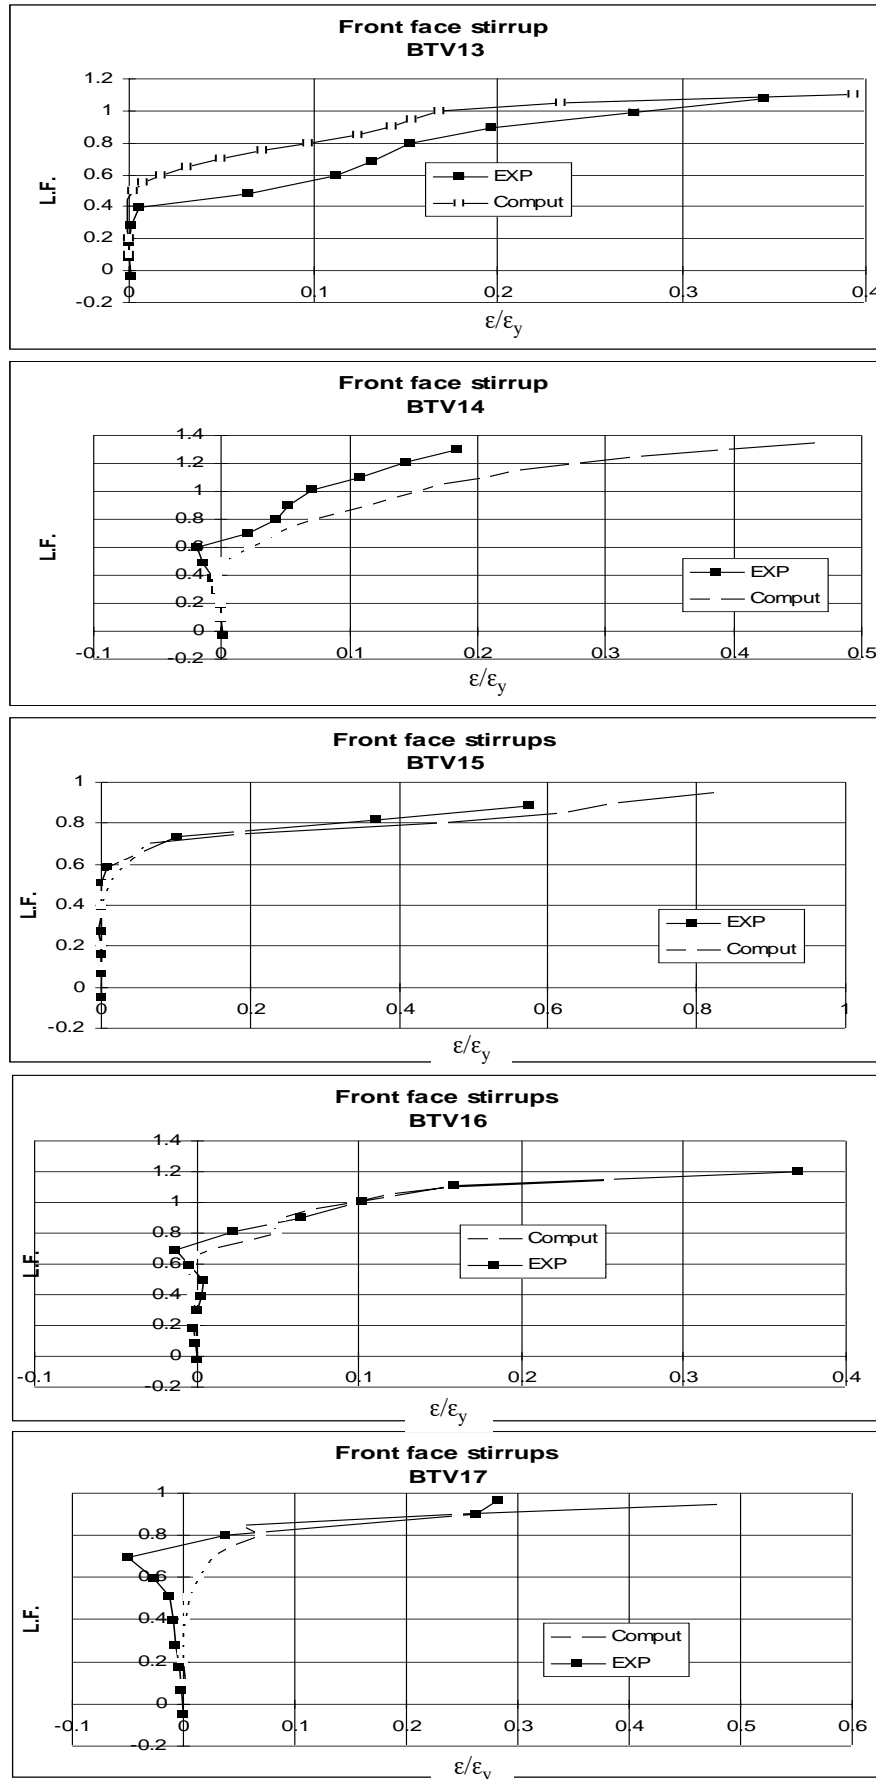 Front face stirrup
BTV13
1.2
1
0.8
0.6
0.4
0.2
0
-0.2
L.F.
EXP
Comput
0 0.1 0.2 0.3 0.4
ε/εy
Front face stirrup
BTV14
1.4
1.2
1
0.8
0.6
0.4
0.2
0
-0.2
L.F.
EXP
Comput
-0.1 0 0.1 0.2 0.3 0.4 0.5
ε/εy
Front face stirrups
BTV15
1
0.8
0.6
0.4
0.2
0
-0.2
L.F.
EXP
Comput
0 0.2 0.4 0.6 0.8 1
ε/εy
Front face stirrups
BTV16
1.4
1.2
1
0.8
0.6
0.4
0.2
0
-0.2
L.F.
Comput
EXP
-0.1 0 0.1 0.2 0.3 0.4
ε/εy
Front face stirrups
BTV17
1
0.8
0.6
0.4
0.2
0
-0.2
L.F.
Comput
EXP
-0.1 0 0.1 0.2 0.3 0.4 0.5 0.6
ε/εy